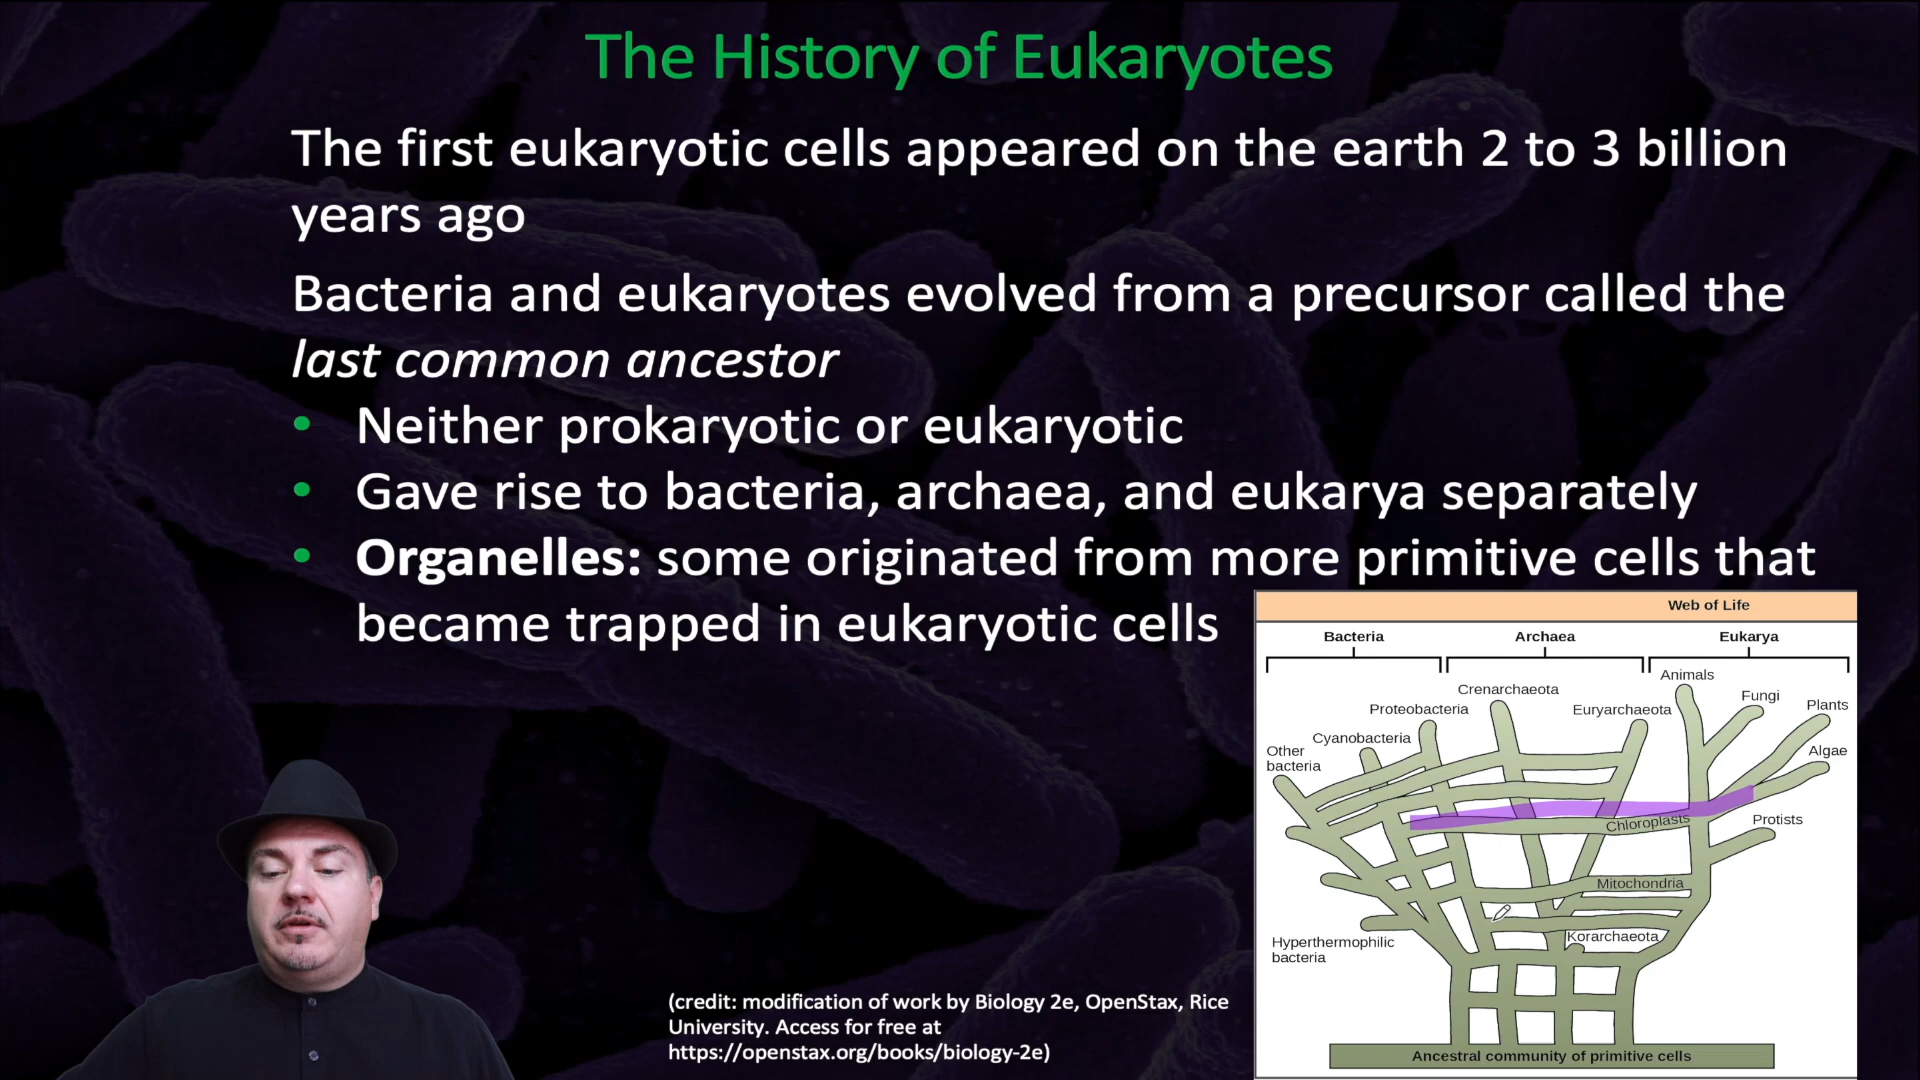 The History of Eukaryotes
The first eukaryotic cells appeared on the earth 2 to 3 billion
years ago
Bacteria and eukaryotes evolved from a precursor called the
last common ancestor
• Neither prokaryotic or eukaryotic
• Gave rise to bacteria, archaea, and eukarya separately
• Organelles: some originated from more primitive cells that
became trapped in eukaryotic cells
Web of Life
Bacteria
Archaea
Eukarya
Animals
Crenarchaeota
Fungi
Proteobacteria
Euryarchaeota
Plants
Cyanobacteria
Other
bacteria
Algae
Chloroplasts
Protists
Mitochondria
Korarchaeota
Hyperthermophilic
bacteria
Ancestral community of primitive cells
(credit: modification of work by Biology 2e, OpenStax, Rice
University. Access for free at
https://openstax.org/books/biology-2e)